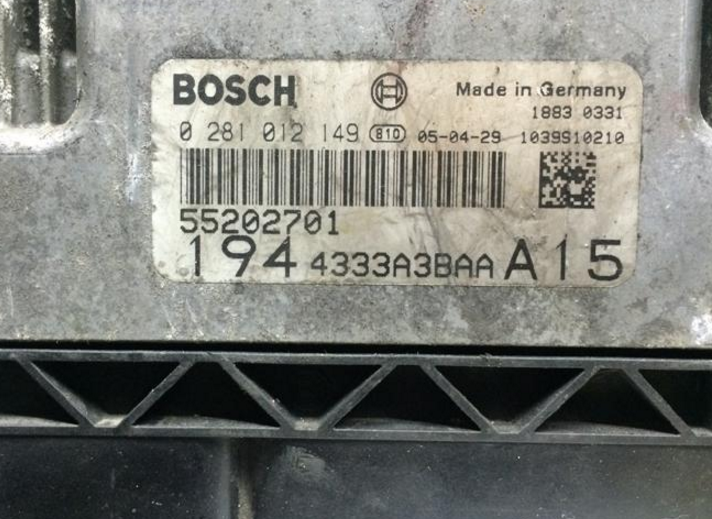 BOSCH Made in Germany
1883 0331
0 281 012 149 810 05-04-29 1039S10210
55202701
194 4333A3BAA A15